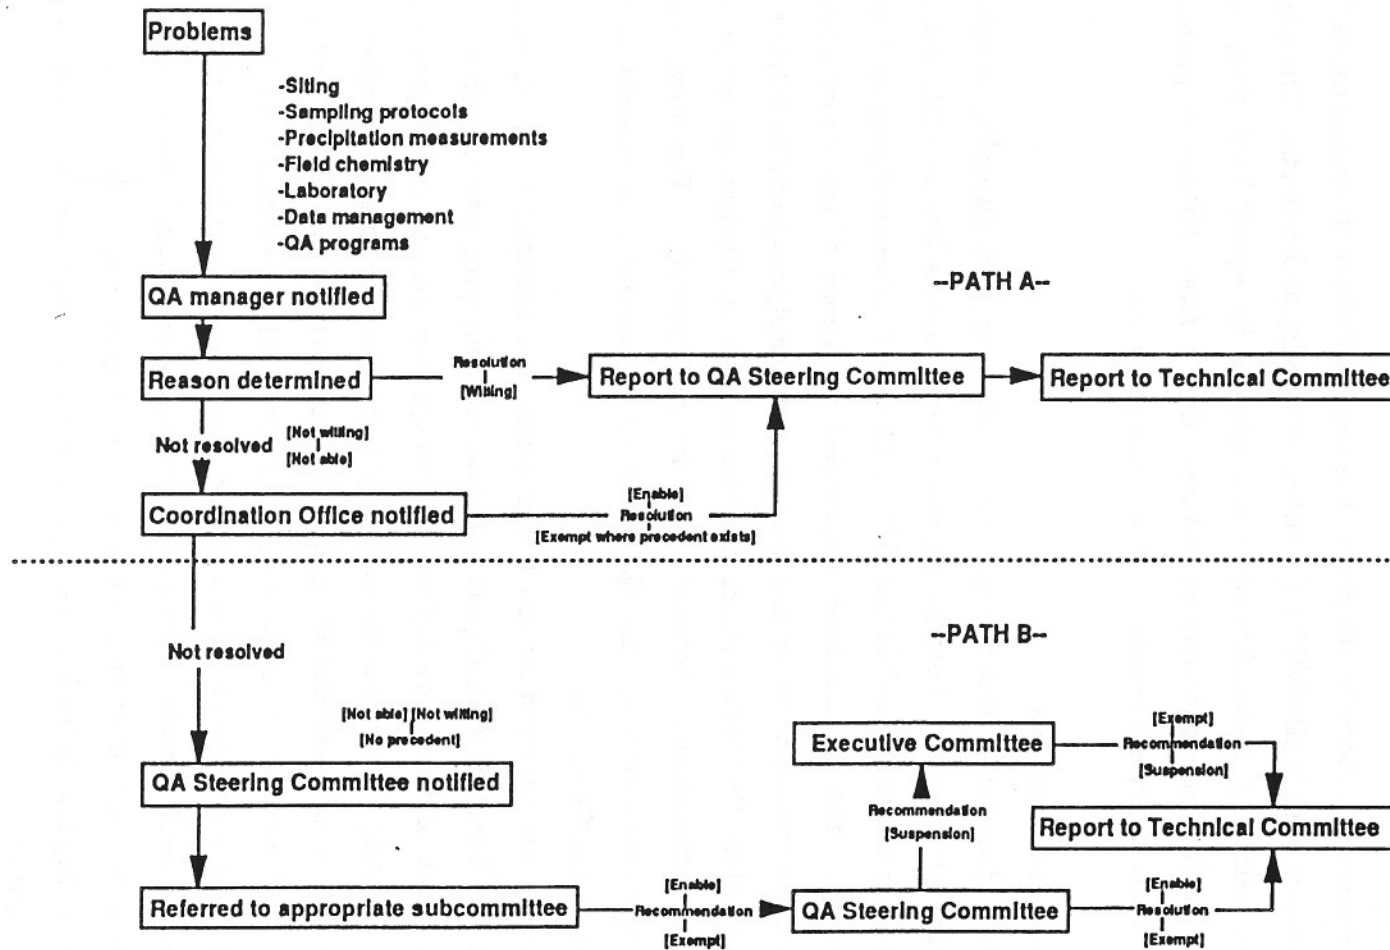 Problems
-Siting
-Sampling protocols
-Precipitation measurements
-Field chemistry
-Laboratory
-Data management
-QA programs
--PATH A--
QA manager notified
Reason determined
Resolution
[Willing]
Report to QA Steering Committee
Report to Technical Committee
Not resolved
[Not willing]
[Not able]
Coordination Office notified
[Enable]
Resolution
[Exempt where precedent exists]
--PATH B--
Not resolved
[Not able] [Not willing]
[No precedent]
QA Steering Committee notified
Executive Committee
[Exempt]
Recommendation
[Suspension]
Recommendation
[Suspension]
Report to Technical Committee
Referred to appropriate subcommittee
[Enable]
Recommendation
[Exempt]
QA Steering Committee
[Enable]
Resolution
[Exempt]